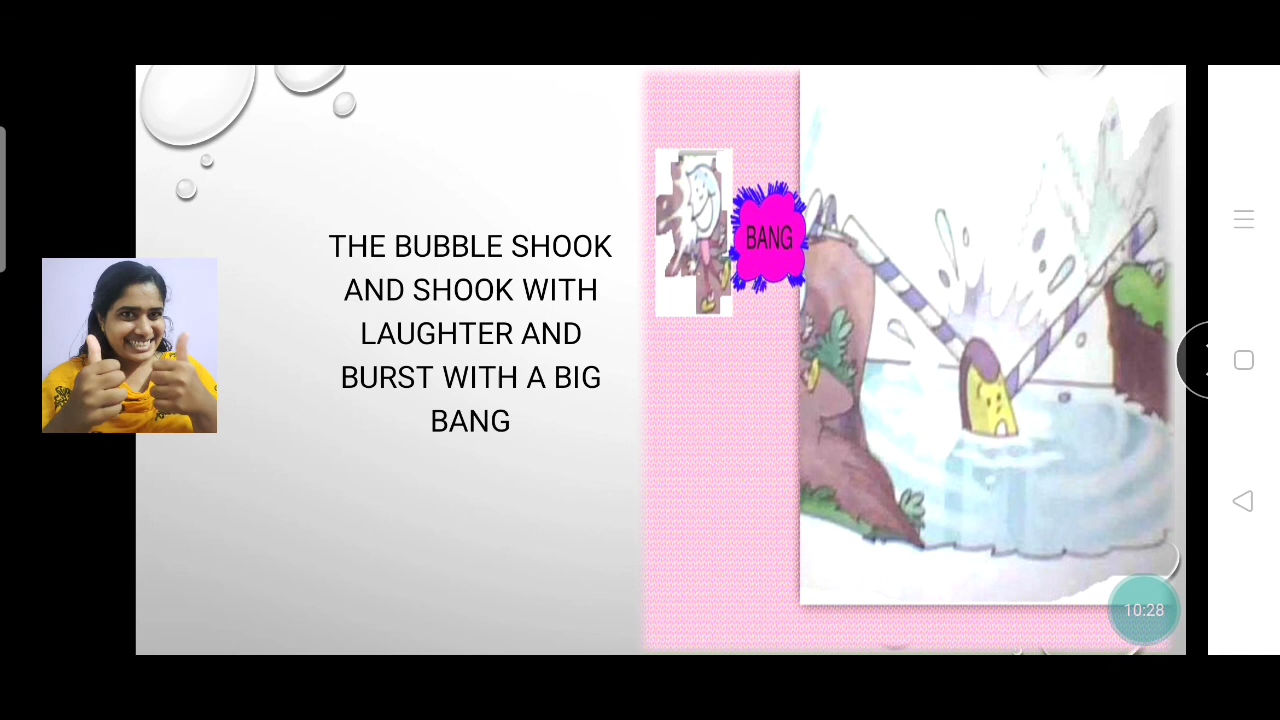 THE BUBBLE SHOOK
AND SHOOK WITH
LAUGHTER AND
BURST WITH A BIG
BANG
BANG
10:28